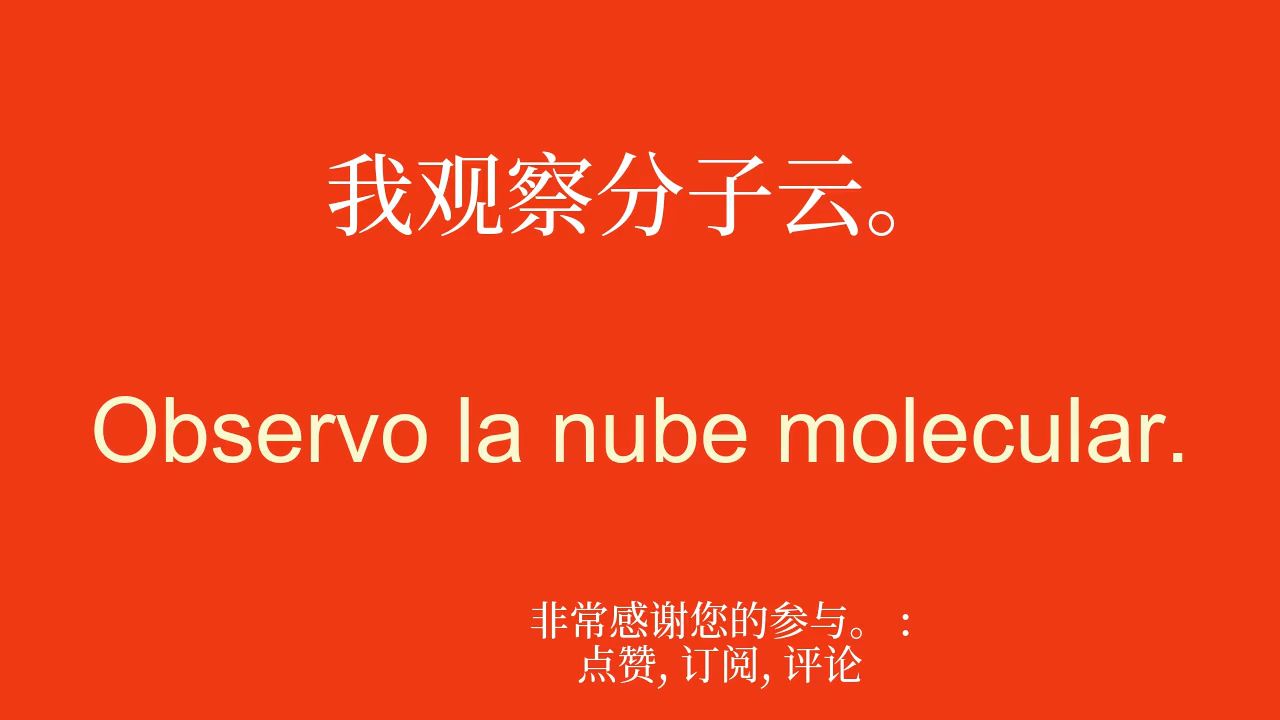 我观察分子云。
Observo la nube molecular.
非常感谢您的参与。 :
点赞, 订阅, 评论